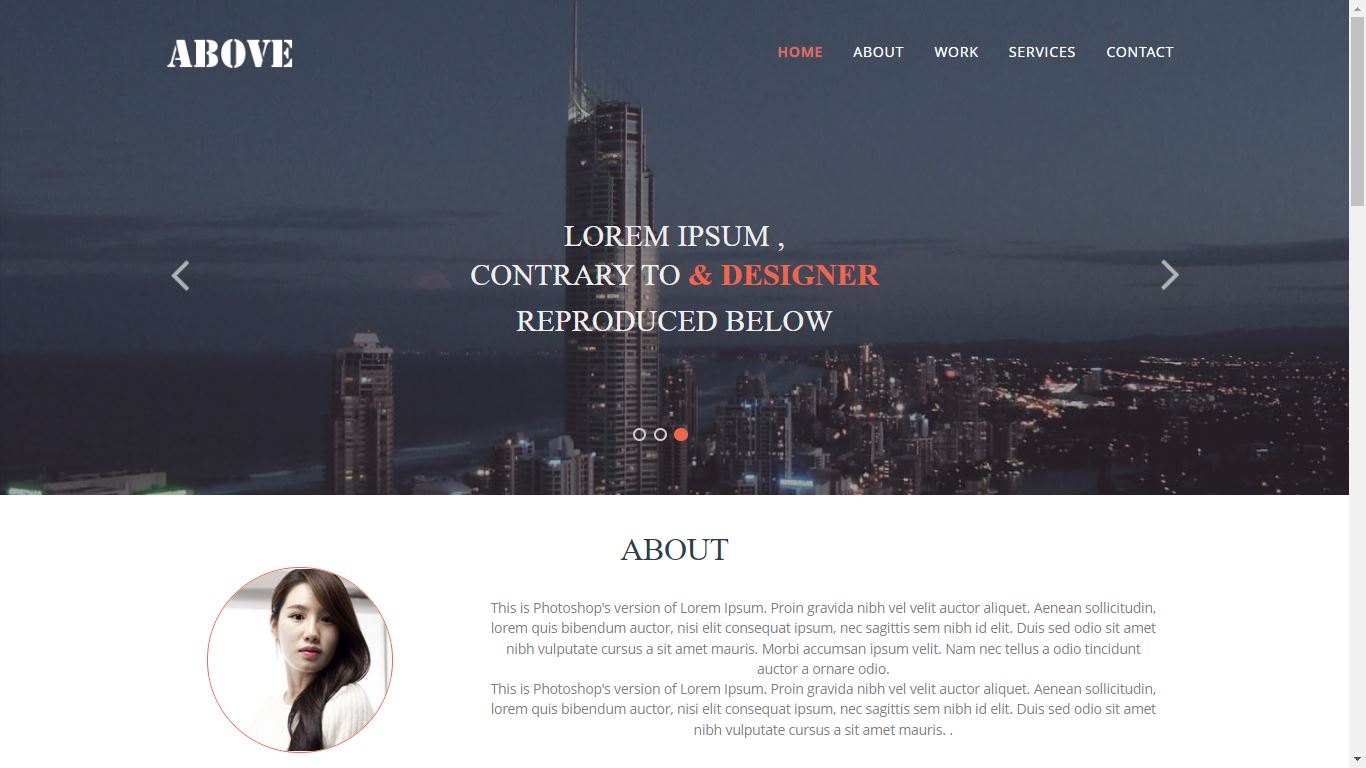 ABOVE
HOME ABOUT WORK SERVICES CONTACT
LOREM IPSUM ,
CONTRARY TO & DESIGNER
REPRODUCED BELOW
ABOUT
This is Photoshop's version of Lorem Ipsum. Proin gravida nibh vel velit auctor aliquet. Aenean sollicitudin,
lorem quis bibendum auctor, nisi elit consequat ipsum, nec sagittis sem nibh id elit. Duis sed odio sit amet
nibh vulputate cursus a sit amet mauris. Morbi accumsan ipsum velit. Nam nec tellus a odio tincidunt
auctor a ornare odio.
This is Photoshop's version of Lorem Ipsum. Proin gravida nibh vel velit auctor aliquet. Aenean sollicitudin,
lorem quis bibendum auctor, nisi elit consequat ipsum, nec sagittis sem nibh id elit. Duis sed odio sit amet
nibh vulputate cursus a sit amet mauris. .